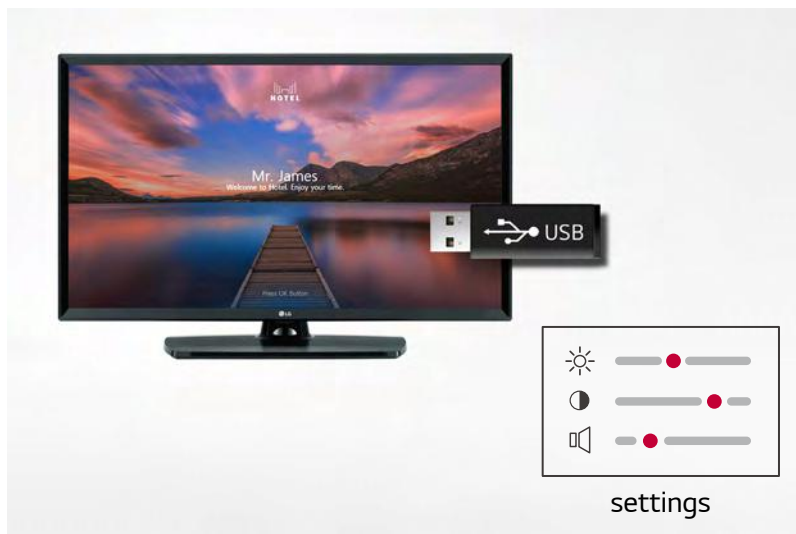 HOTEL
Mr. James
Welcome to Hotel. Enjoy your time.
Press OK Button
LG
USB
settings